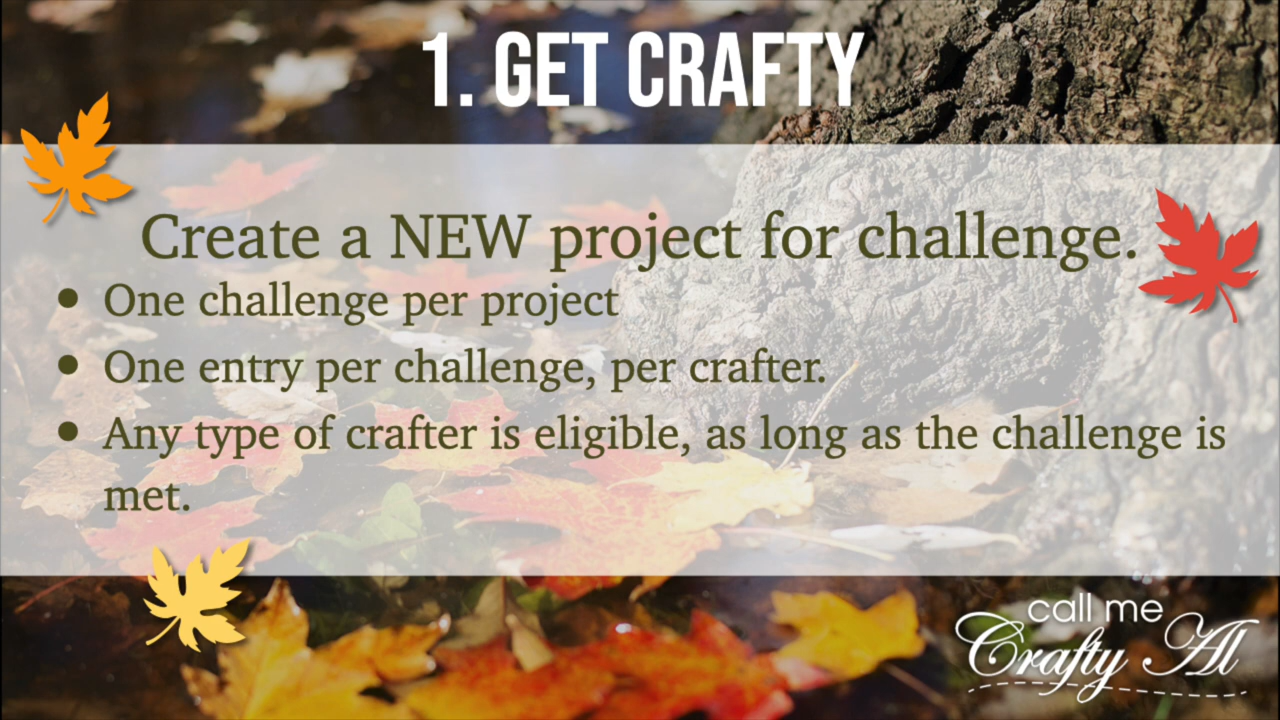 1. GET CRAFTY
Create a NEW project for challenge.
• One challenge per project
• One entry per challenge, per crafter.
• Any type of crafter is eligible, as long as the challenge is
met.
call me
Crafty Al